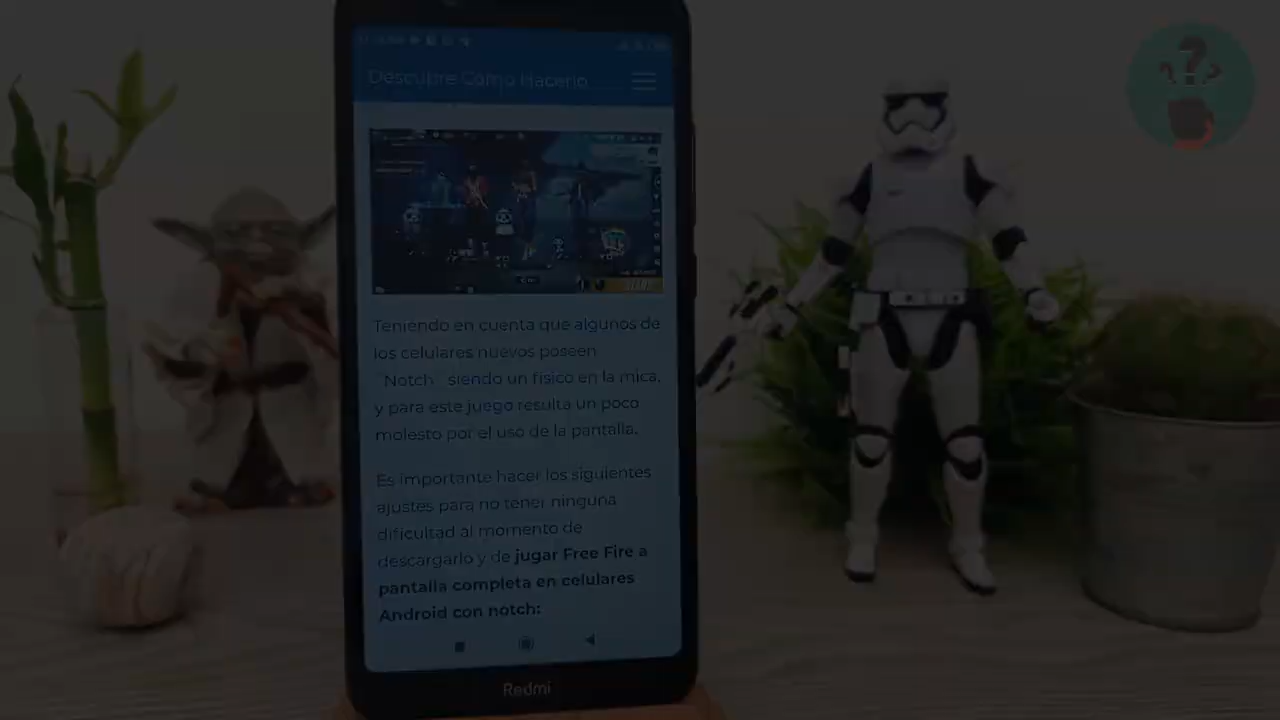 Descubre Como Hacerlo
Teniendo en cuenta que algunos de
los celulares nuevos poseen
¨Notch¨ siendo un físico en la mica,
y para este juego resulta un poco
molesto por el uso de la pantalla.
Es importante hacer los siguientes
ajustes para no tener ninguna
dificultad al momento de
descargarlo y de jugar Free Fire a
pantalla completa en celulares
Android con notch:
Redmi